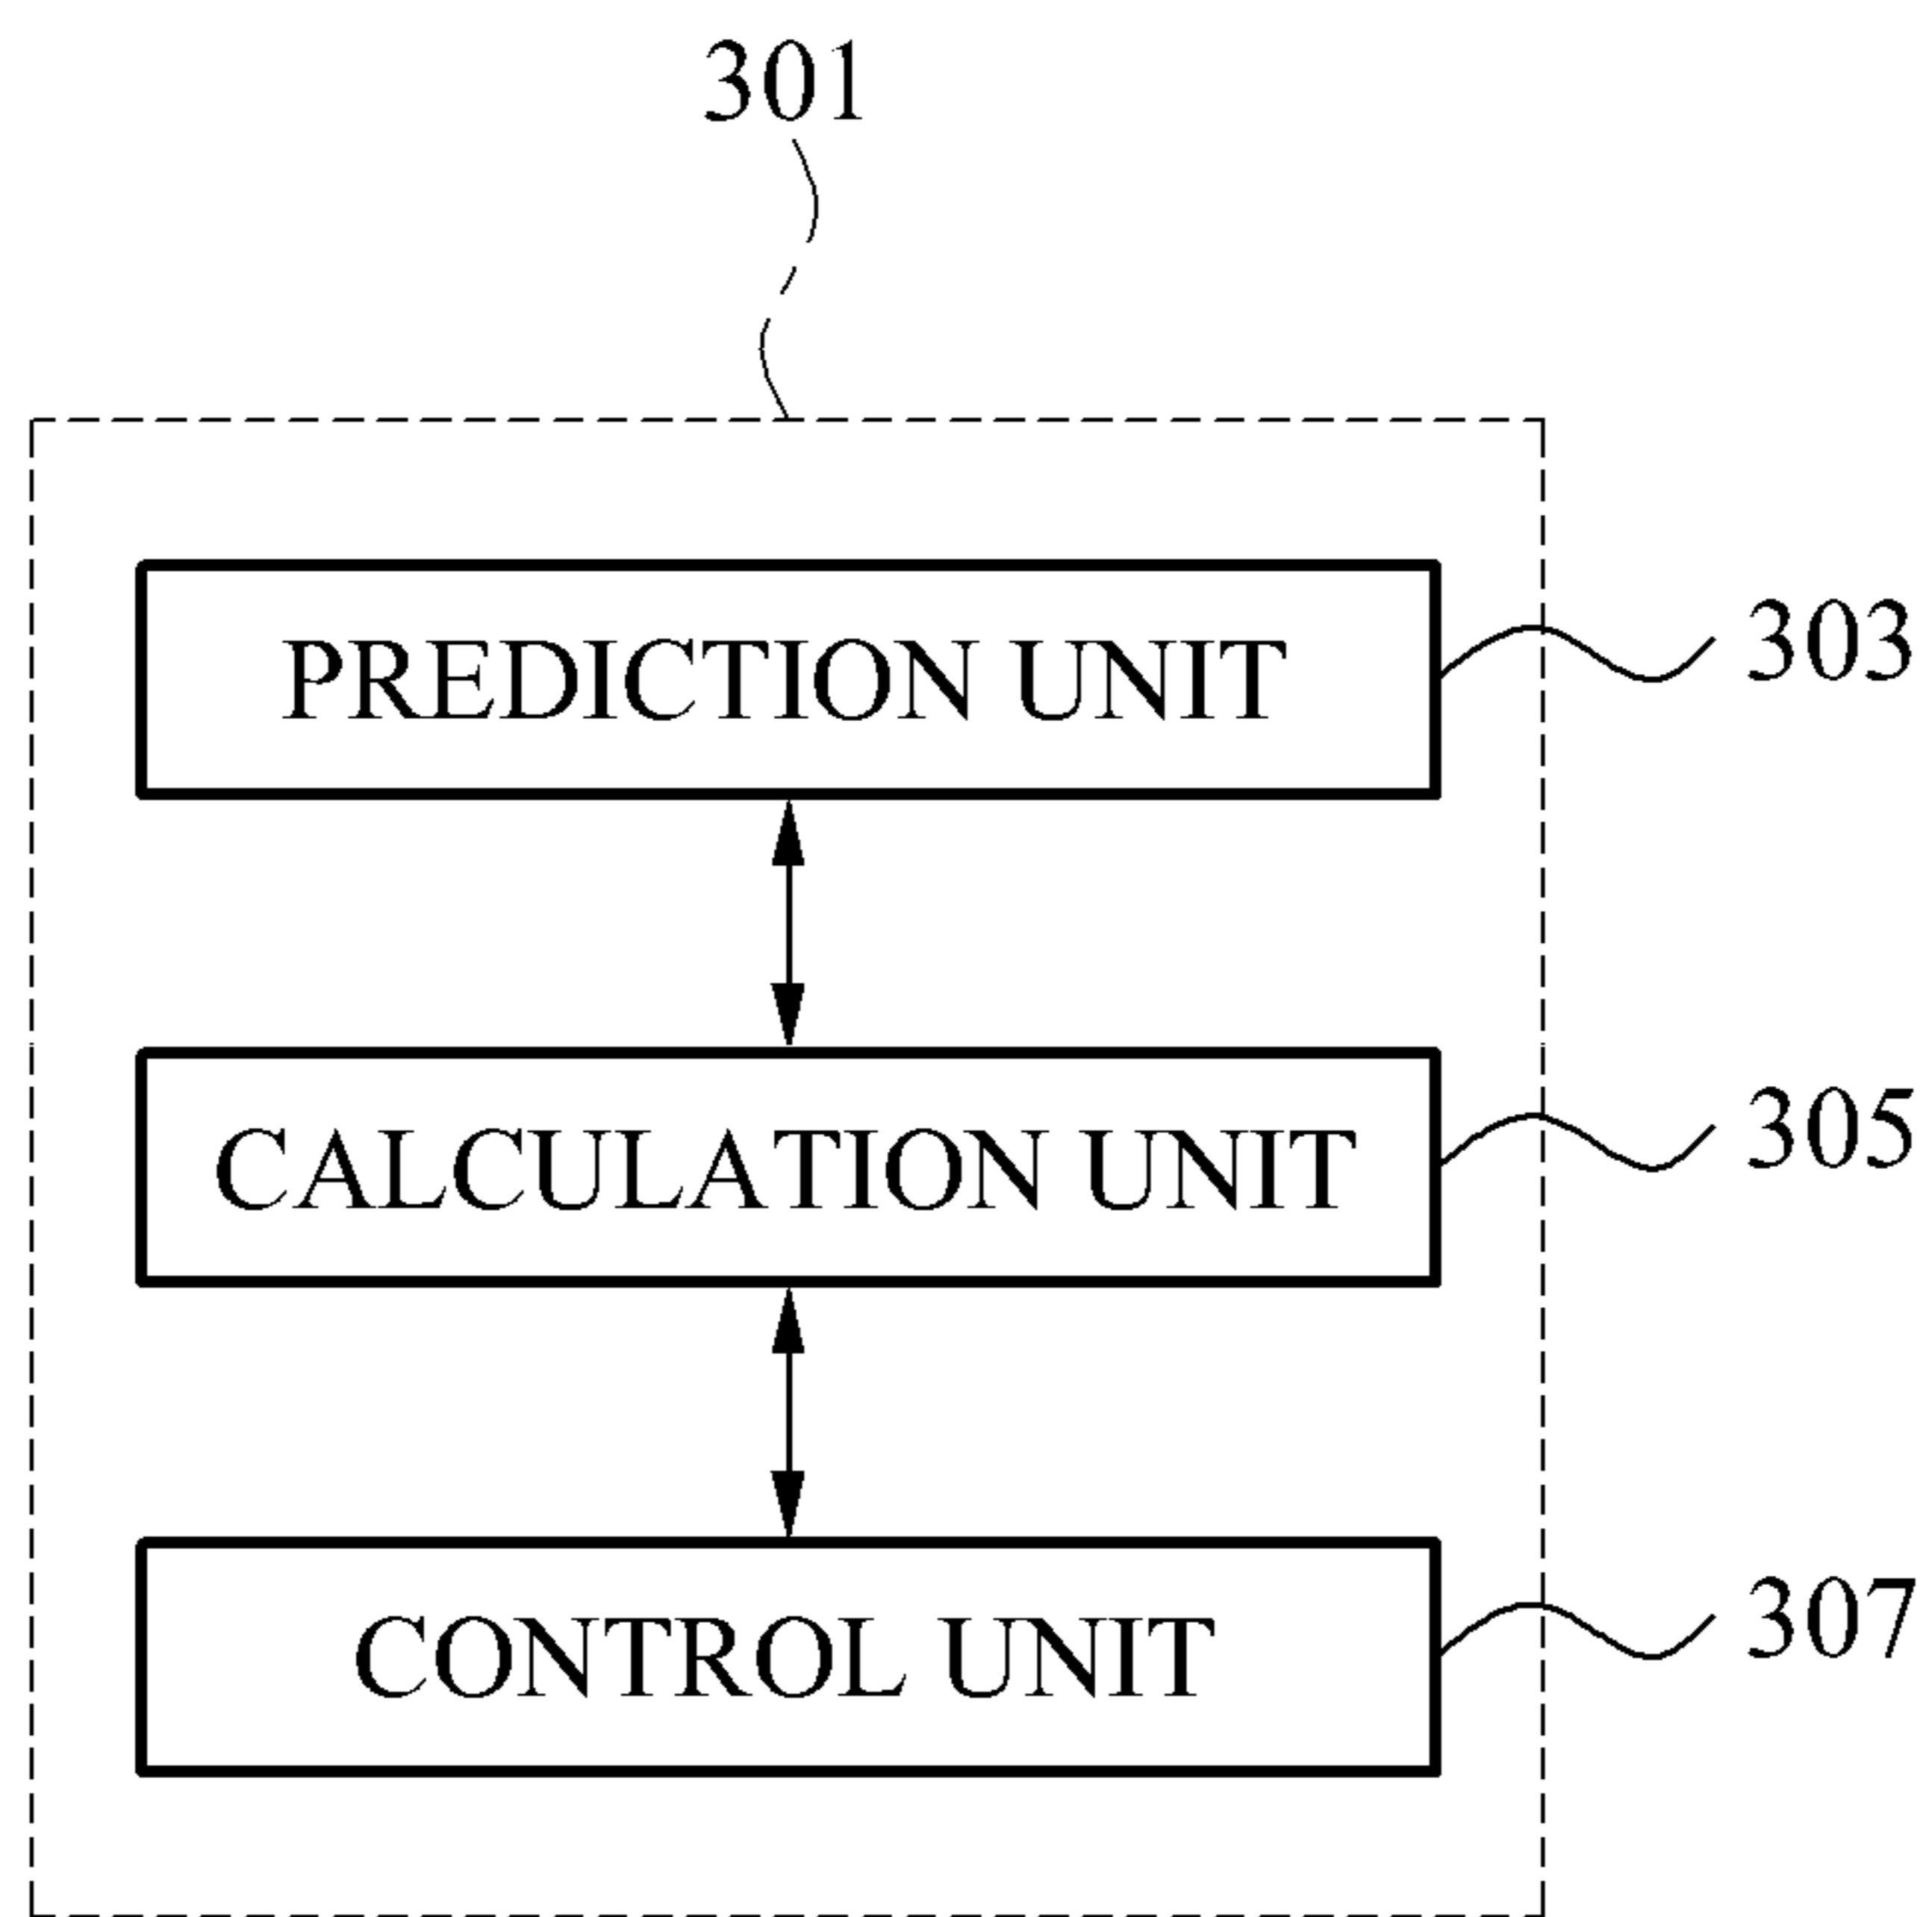 301
PREDICTION UNIT
303
CALCULATION UNIT
305
CONTROL UNIT
307